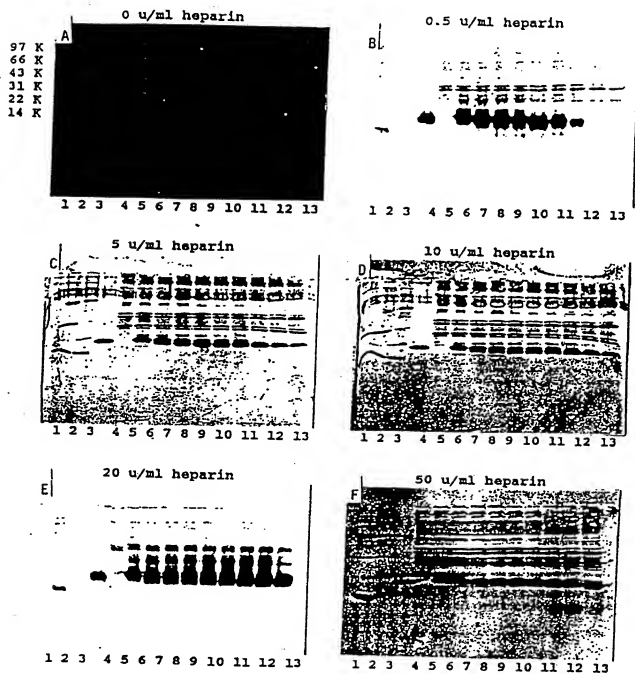 0 u/ml heparin
A
97 K
66 K
43 K
31 K
22 K
14 K
1 2 3 4 5 6 7 8 9 10 11 12 13
0.5 u/ml heparin
B
1 2 3 4 5 6 7 8 9 10 11 12 13
5 u/ml heparin
C
1 2 3 4 5 6 7 8 9 10 11 12 13
10 u/ml heparin
D
1 2 3 4 5 6 7 8 9 10 11 12 13
20 u/ml heparin
E
1 2 3 4 5 6 7 8 9 10 11 12 13
50 u/ml heparin
F
1 2 3 4 5 6 7 8 9 10 11 12 13